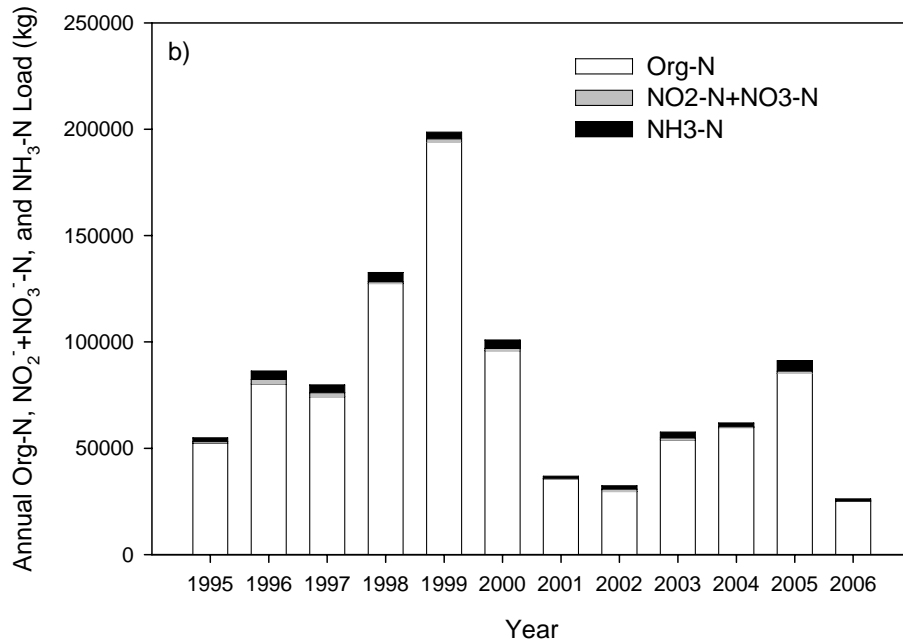 250000
200000
150000
100000
50000
0
Annual Org-N, NO₂⁻+NO₃⁻-N, and NH₃-N Load (kg)
b)
Org-N
NO2-N+NO3-N
NH3-N
1995 1996 1997 1998 1999 2000 2001 2002 2003 2004 2005 2006
Year